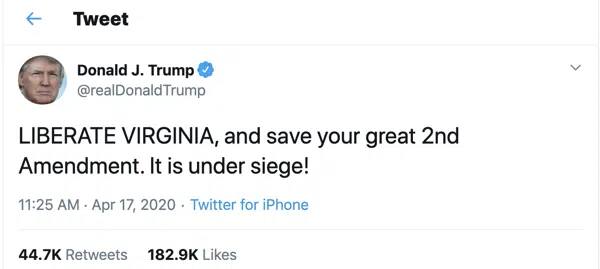 Tweet
Donald J. Trump
@realDonaldTrump
LIBERATE VIRGINIA, and save your great 2nd
Amendment. It is under siege!
11:25 AM · Apr 17, 2020 · Twitter for iPhone
44.7K Retweets 182.9K Likes